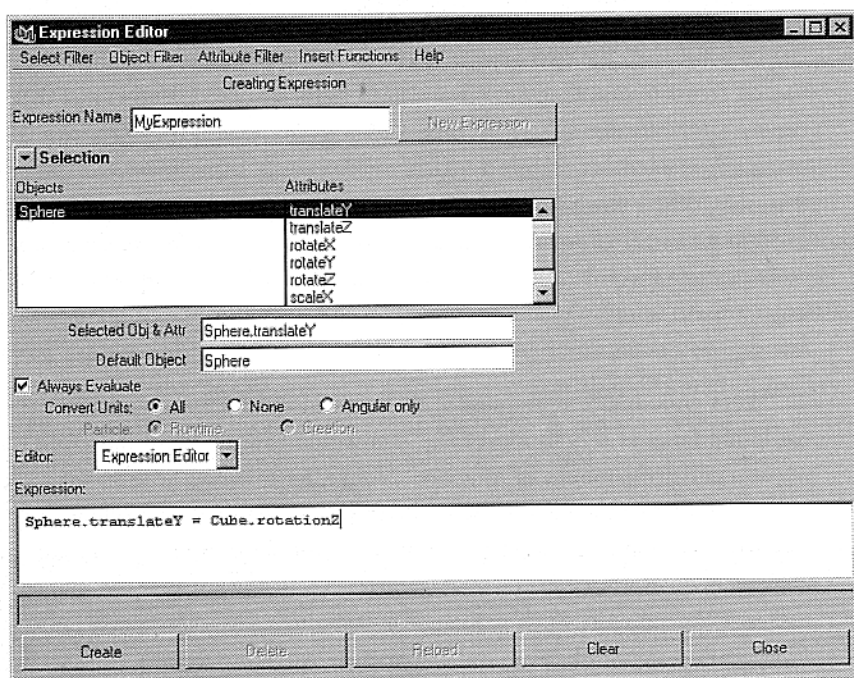 Expression Editor
Select Filter Object Filter Attribute Filter Insert Functions Help
Creating Expression
Expression Name MyExpression New Expression
Selection
Objects Attributes
Sphere translateY
translateZ
rotateX
rotateY
rotateZ
scaleX
Selected Obj & Attr Sphere.translateY
Default Object Sphere
Always Evaluate
Convert Units: All None Angular only
Particle: Runtime Creation
Editor: Expression Editor
Expression:
Sphere.translateY = Cube.rotationZ
Create Delete Reload Clear Close